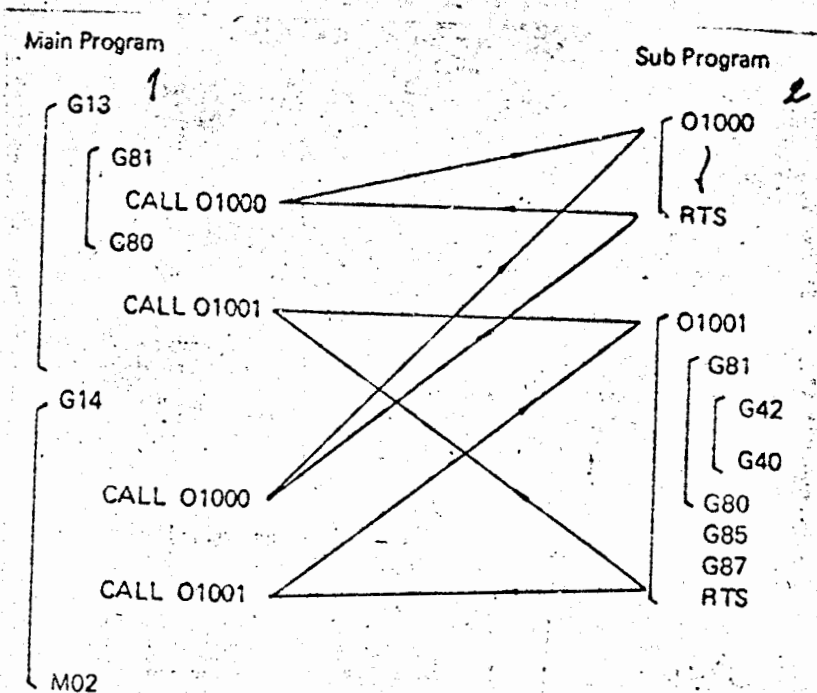 Main Program
1
G13
G81
CALL O1000
G80
CALL O1001
G14
CALL O1000
CALL O1001
M02
Sub Program
2
O1000
RTS
O1001
G81
G42
G40
G80
G85
G87
RTS